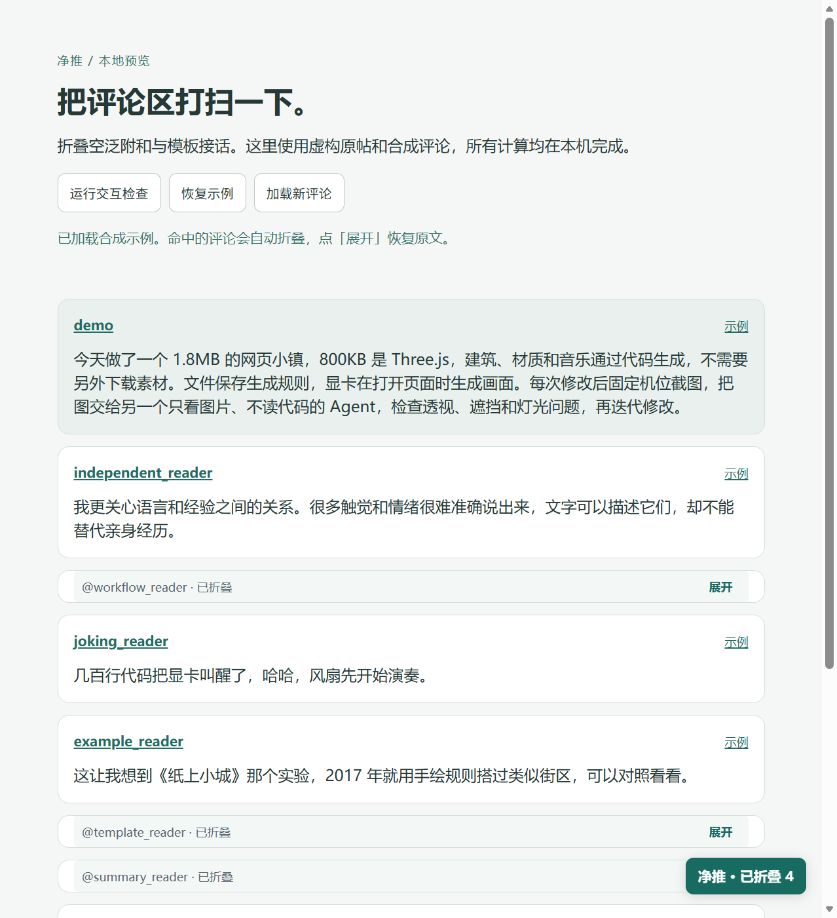 净推 / 本地预览
把评论区打扫一下。
折叠空泛附和与模板接话。这里使用虚构原帖和合成评论，所有计算均在本机完成。
运行交互检查 恢复示例 加载新评论
已加载合成示例。命中的评论会自动折叠，点「展开」恢复原文。
demo 示例
今天做了一个 1.8MB 的网页小镇，800KB 是 Three.js，建筑、材质和音乐通过代码生成，不需要
另外下载素材。文件保存生成规则，显卡在打开页面时生成画面。每次修改后固定机位截图，把
图交给另一个只看图片、不读代码的 Agent，检查透视、遮挡和灯光问题，再迭代修改。
independent_reader 示例
我更关心语言和经验之间的关系。很多触觉和情绪很难准确说出来，文字可以描述它们，却不能
替代亲身经历。
@workflow_reader · 已折叠 展开
joking_reader 示例
几百行代码把显卡叫醒了，哈哈，风扇先开始演奏。
example_reader 示例
这让我想到《纸上小城》那个实验，2017 年就用手绘规则搭过类似街区，可以对照看看。
@template_reader · 已折叠 展开
@summary_reader · 已折叠
净推 · 已折叠 4